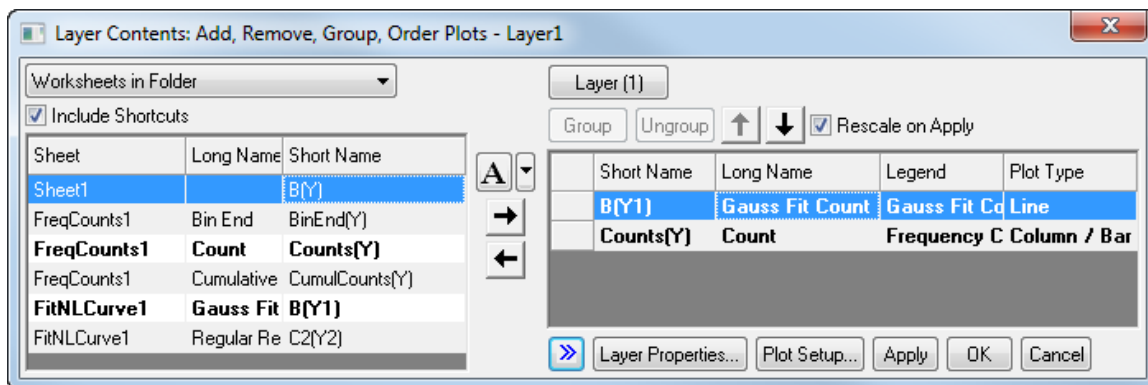 Layer Contents: Add, Remove, Group, Order Plots - Layer1
Worksheets in Folder
Include Shortcuts
Sheet Long Name Short Name
Sheet1 B(Y)
FreqCounts1 Bin End BinEnd(Y)
FreqCounts1 Count Counts(Y)
FreqCounts1 Cumulative CumulCounts(Y)
FitNLCurve1 Gauss Fit B(Y1)
FitNLCurve1 Regular Re C2(Y2)
A
Layer (1)
Group Ungroup Rescale on Apply
Short Name Long Name Legend Plot Type
B(Y1) Gauss Fit Count Gauss Fit Co Line
Counts(Y) Count Frequency C Column / Bar
Layer Properties... Plot Setup... Apply OK Cancel